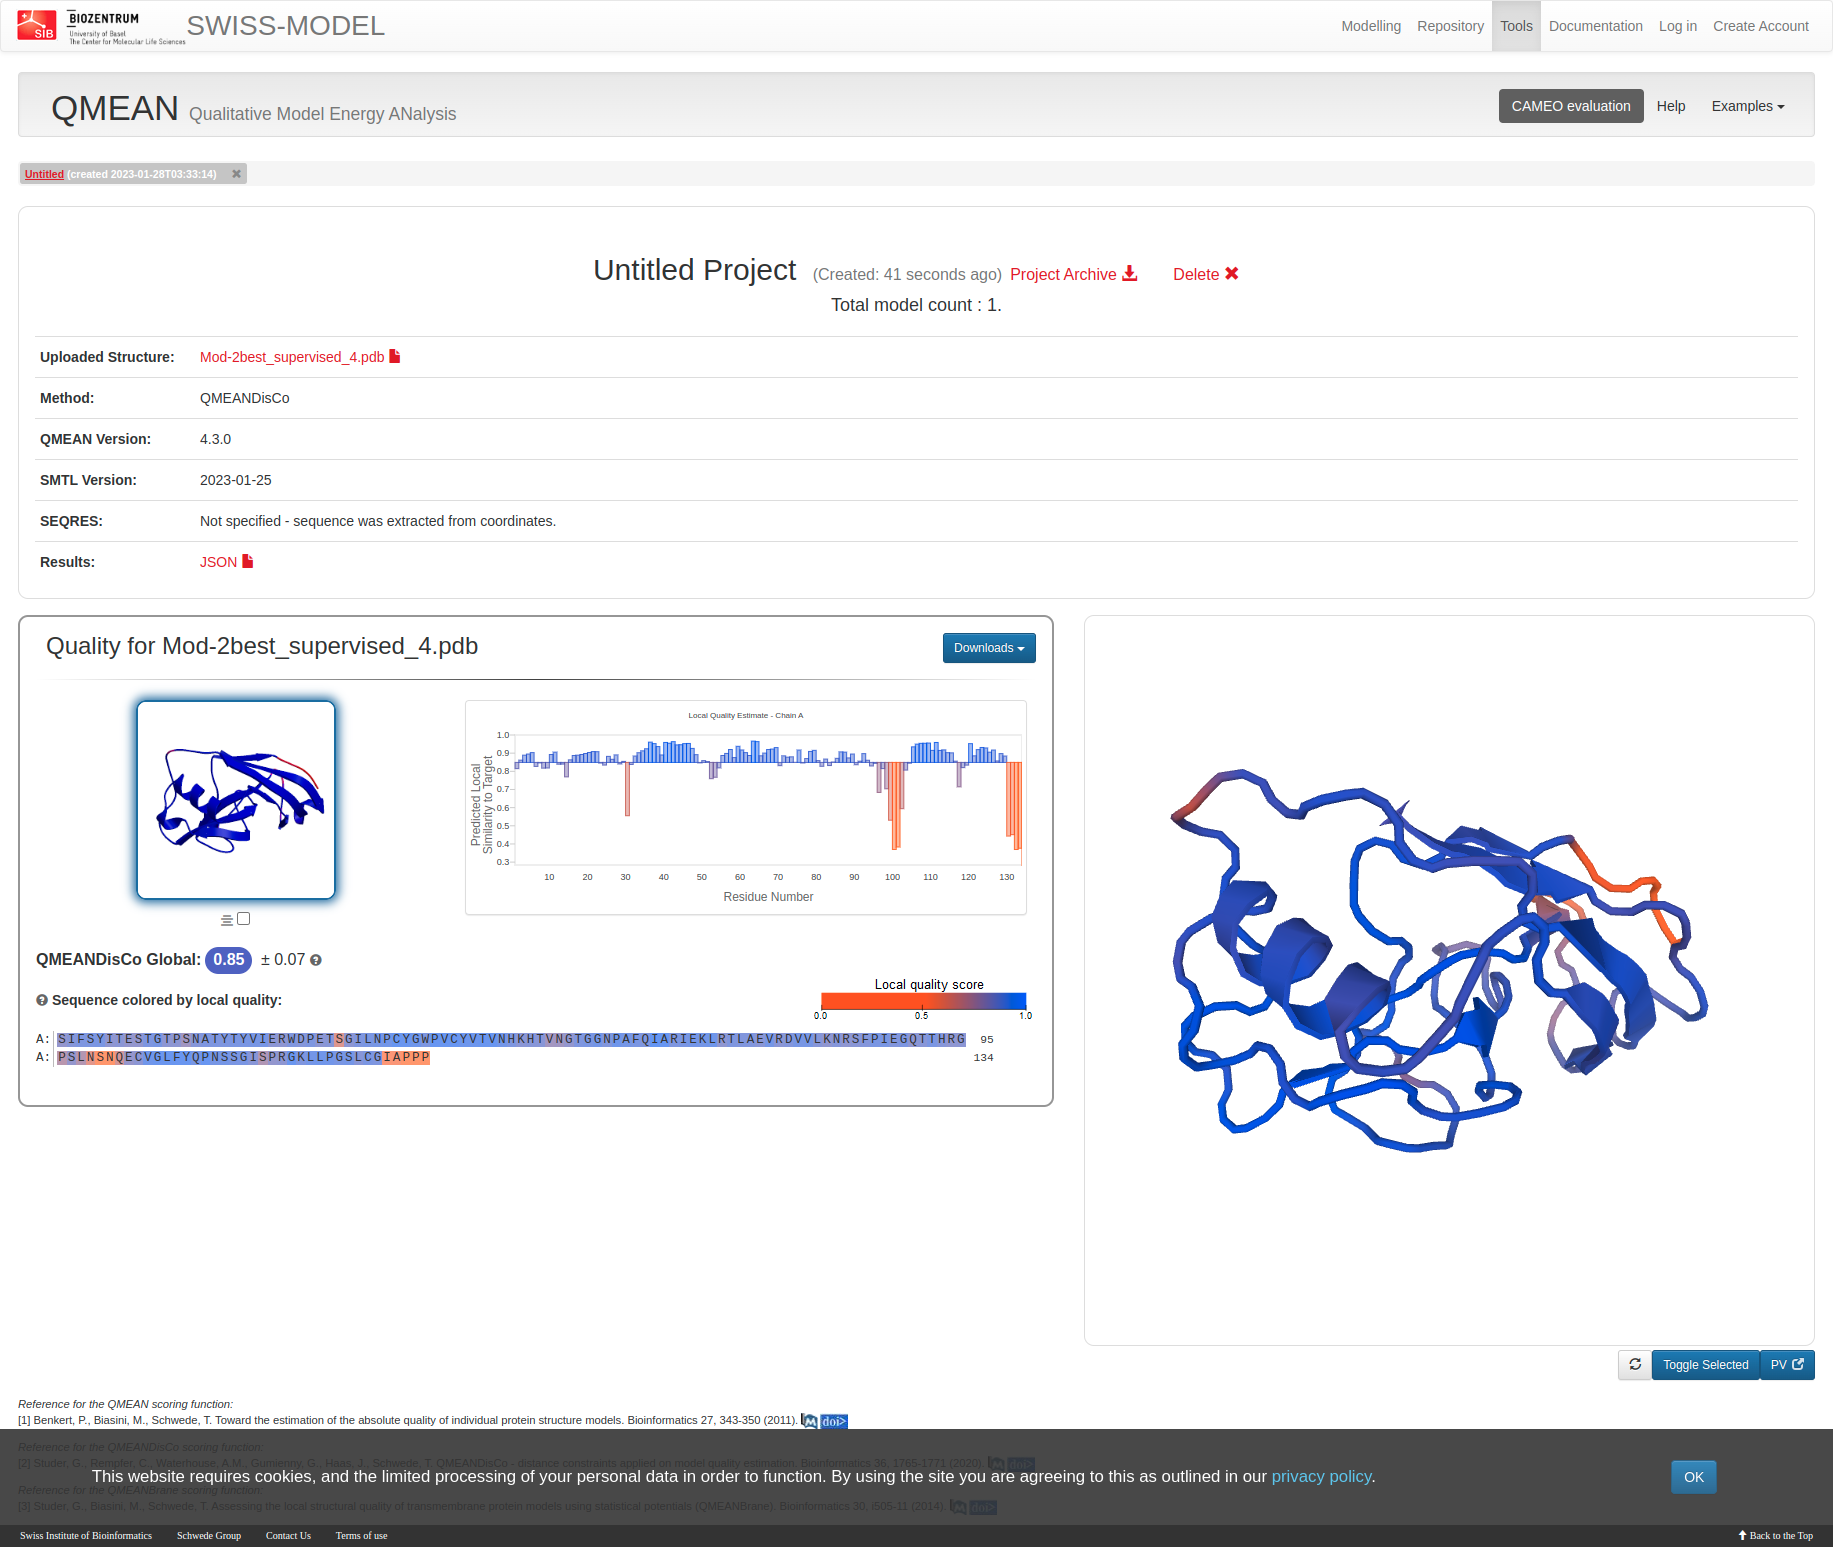 SIB BIOZENTRUM University of Basel The Center for Molecular Life Sciences SWISS-MODEL Modelling Repository Tools Documentation Log in Create Account
QMEAN Qualitative Model Energy ANalysis CAMEO evaluation Help Examples
Untitled (created 2023-01-28T03:33:14) ✖
Untitled Project (Created: 41 seconds ago) Project Archive Delete ✖
Total model count : 1.
Uploaded Structure: Mod-2best_supervised_4.pdb
Method: QMEANDisCo
QMEAN Version: 4.3.0
SMTL Version: 2023-01-25
SEQRES: Not specified - sequence was extracted from coordinates.
Results: JSON
Quality for Mod-2best_supervised_4.pdb Downloads
Local Quality Estimate - Chain A
Predicted Local
Similarity to Target
1.0
0.9
0.8
0.7
0.6
0.5
0.4
0.3
10 20 30 40 50 60 70 80 90 100 110 120 130
Residue Number
QMEANDisCo Global: 0.85 ± 0.07 ?
? Sequence colored by local quality:
Local quality score
0.0 0.5 1.0
A: SIFSYITESTGTPSNATYTYVIERWDPETSGILNPCYGWPVCYVTVNHKHTVNGTGGNPAFQIARIEKLRTLAEVRDVVLKNRSFPIEGQTTHRG 95
A: PSLNSNQECVGLFYQPNSSGISPRGKLLPGSLCGIAPPP 134
Toggle Selected PV
Reference for the QMEAN scoring function:
[1] Benkert, P., Biasini, M., Schwede, T. Toward the estimation of the absolute quality of individual protein structure models. Bioinformatics 27, 343-350 (2011). M doi>
Reference for the QMEANDisCo scoring function:
[2] Studer, G., Rempfer, C., Waterhouse, A.M., Gumienny, G., Haas, J., Schwede, T. QMEANDisCo - distance constraints applied on model quality estimation. Bioinformatics 36, 1765-1771 (2020). M doi>
This website requires cookies, and the limited processing of your personal data in order to function. By using the site you are agreeing to this as outlined in our privacy policy. OK
Reference for the QMEANBrane scoring function:
[3] Studer, G., Biasini, M., Schwede, T. Assessing the local structural quality of transmembrane protein models using statistical potentials (QMEANBrane). Bioinformatics 30, i505-11 (2014). M doi>
Swiss Institute of Bioinformatics Schwede Group Contact Us Terms of use Back to the Top